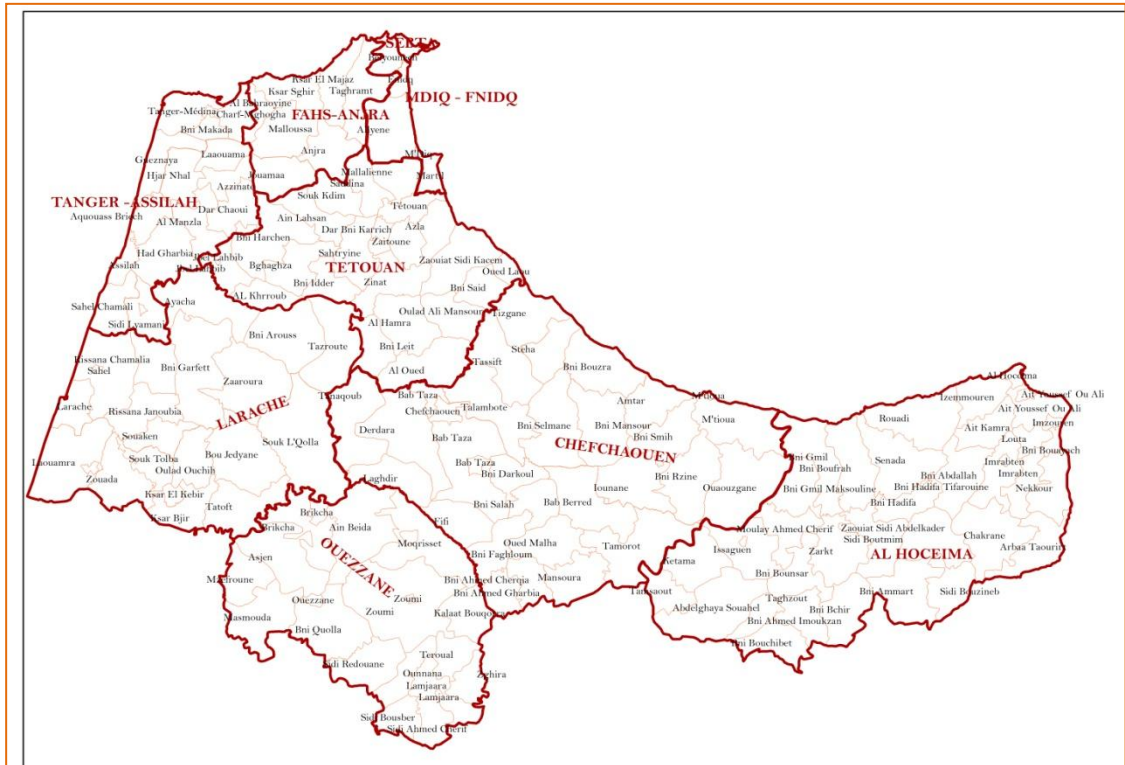 SEBTA
Fnidq
MDIQ - FNIDQ
Ksar El Majaz
Ksar Sghir
Taghramt
Al Bahraoyine
Tanger-Médina
Charf-Mghogha
FAHS-ANJRA
Bni Makada
Malloussa
Allyene
Laaouama
Anjra
M'Diq
Gueznaya
Hjar Nhal
Jouamaa
Mallalienne
Martil
Azzinate
Saddina
Souk Kdim
TANGER -ASSILAH
Aquouass Briech
Dar Chaoui
Tétouan
Al Manzla
Ain Lahsan
Dar Bni Karrich
Azla
Bni Harchen
Zaitoune
Had Gharbia
Jbel Lahbib
Sahtryine
Zaouiat Sidi Kacem
Assilah
Jbel Lahbib
Bghaghza
TETOUAN
Oued Laou
Bni Idder
Zinat
Bni Said
AL Khrroub
Sahel Chamali
Ayacha
Oulad Ali Mansour
Tizgane
Sidi Lyamani
Al Hamra
Bni Arouss
Tazroute
Bni Leit
Steha
Rissana Chamalia
Sahel
Bni Garfett
Al Oued
Tassift
Bni Bouzra
Al Hoceima
Zaaroura
Tanaqoub
Bab Taza
M'tioua
Izemmouren
Ait Youssef Ou Ali
Larache
Rissana Janoubia
LARACHE
Chefchaouen
Talambote
Amtar
Ait Youssef Ou Ali
M'tioua
Rouadi
Imzouren
Derdara
Bni Selmane
Bni Mansour
Ait Kamra
Souaken
Souk L'Qolla
Bab Taza
Bni Smih
Louta
CHEFCHAOUEN
Bni Bouayach
Laouamra
Souk Tolba
Bou Jedyane
Bab Taza
Bni Gmil
Senada
Imrabten
Oulad Ouchih
Bni Darkoul
Bni Boufrah
Bni Abdallah
Imrabten
Zouada
Laghdir
Bni Rzine
Nekkour
Iounane
Ouaouzgane
Bni Gmil Maksouline
Bni Hadifa Tifarouine
Ksar El Kebir
Bni Salah
Bab Berred
Bni Hadifa
Tatoft
Ksar Bjir
Brikcha
Brikcha
Ain Beida
Fifi
Moulay Ahmed Cherif
Zaouiat Sidi Abdelkader
Chakrane
OUEZZANE
Moqrisset
Oued Malha
Tamorot
Sidi Boutmim
Arbaa Taourirt
Asjen
Bni Faghloum
Issaguen
Zarkt
AL HOCEIMA
Ketama
Bni Ahmed Cherqia
Mansoura
Bni Bounsar
Tamsaout
Bni Ahmed Gharbia
Taghzout
Bni Ammart
Sidi Bouzineb
Ouezzane
Zoumi
Masmouda
Zoumi
Abdelghaya Souahel
Bni Bchir
Bni Ahmed Imoukzan
Bni Quolla
Bni Bouchibet
Teroual
Sidi Redouane
Ounnana
Zghira
Lamjaara
Lamjaara
Sidi Bousber
Sidi Ahmed Cherif